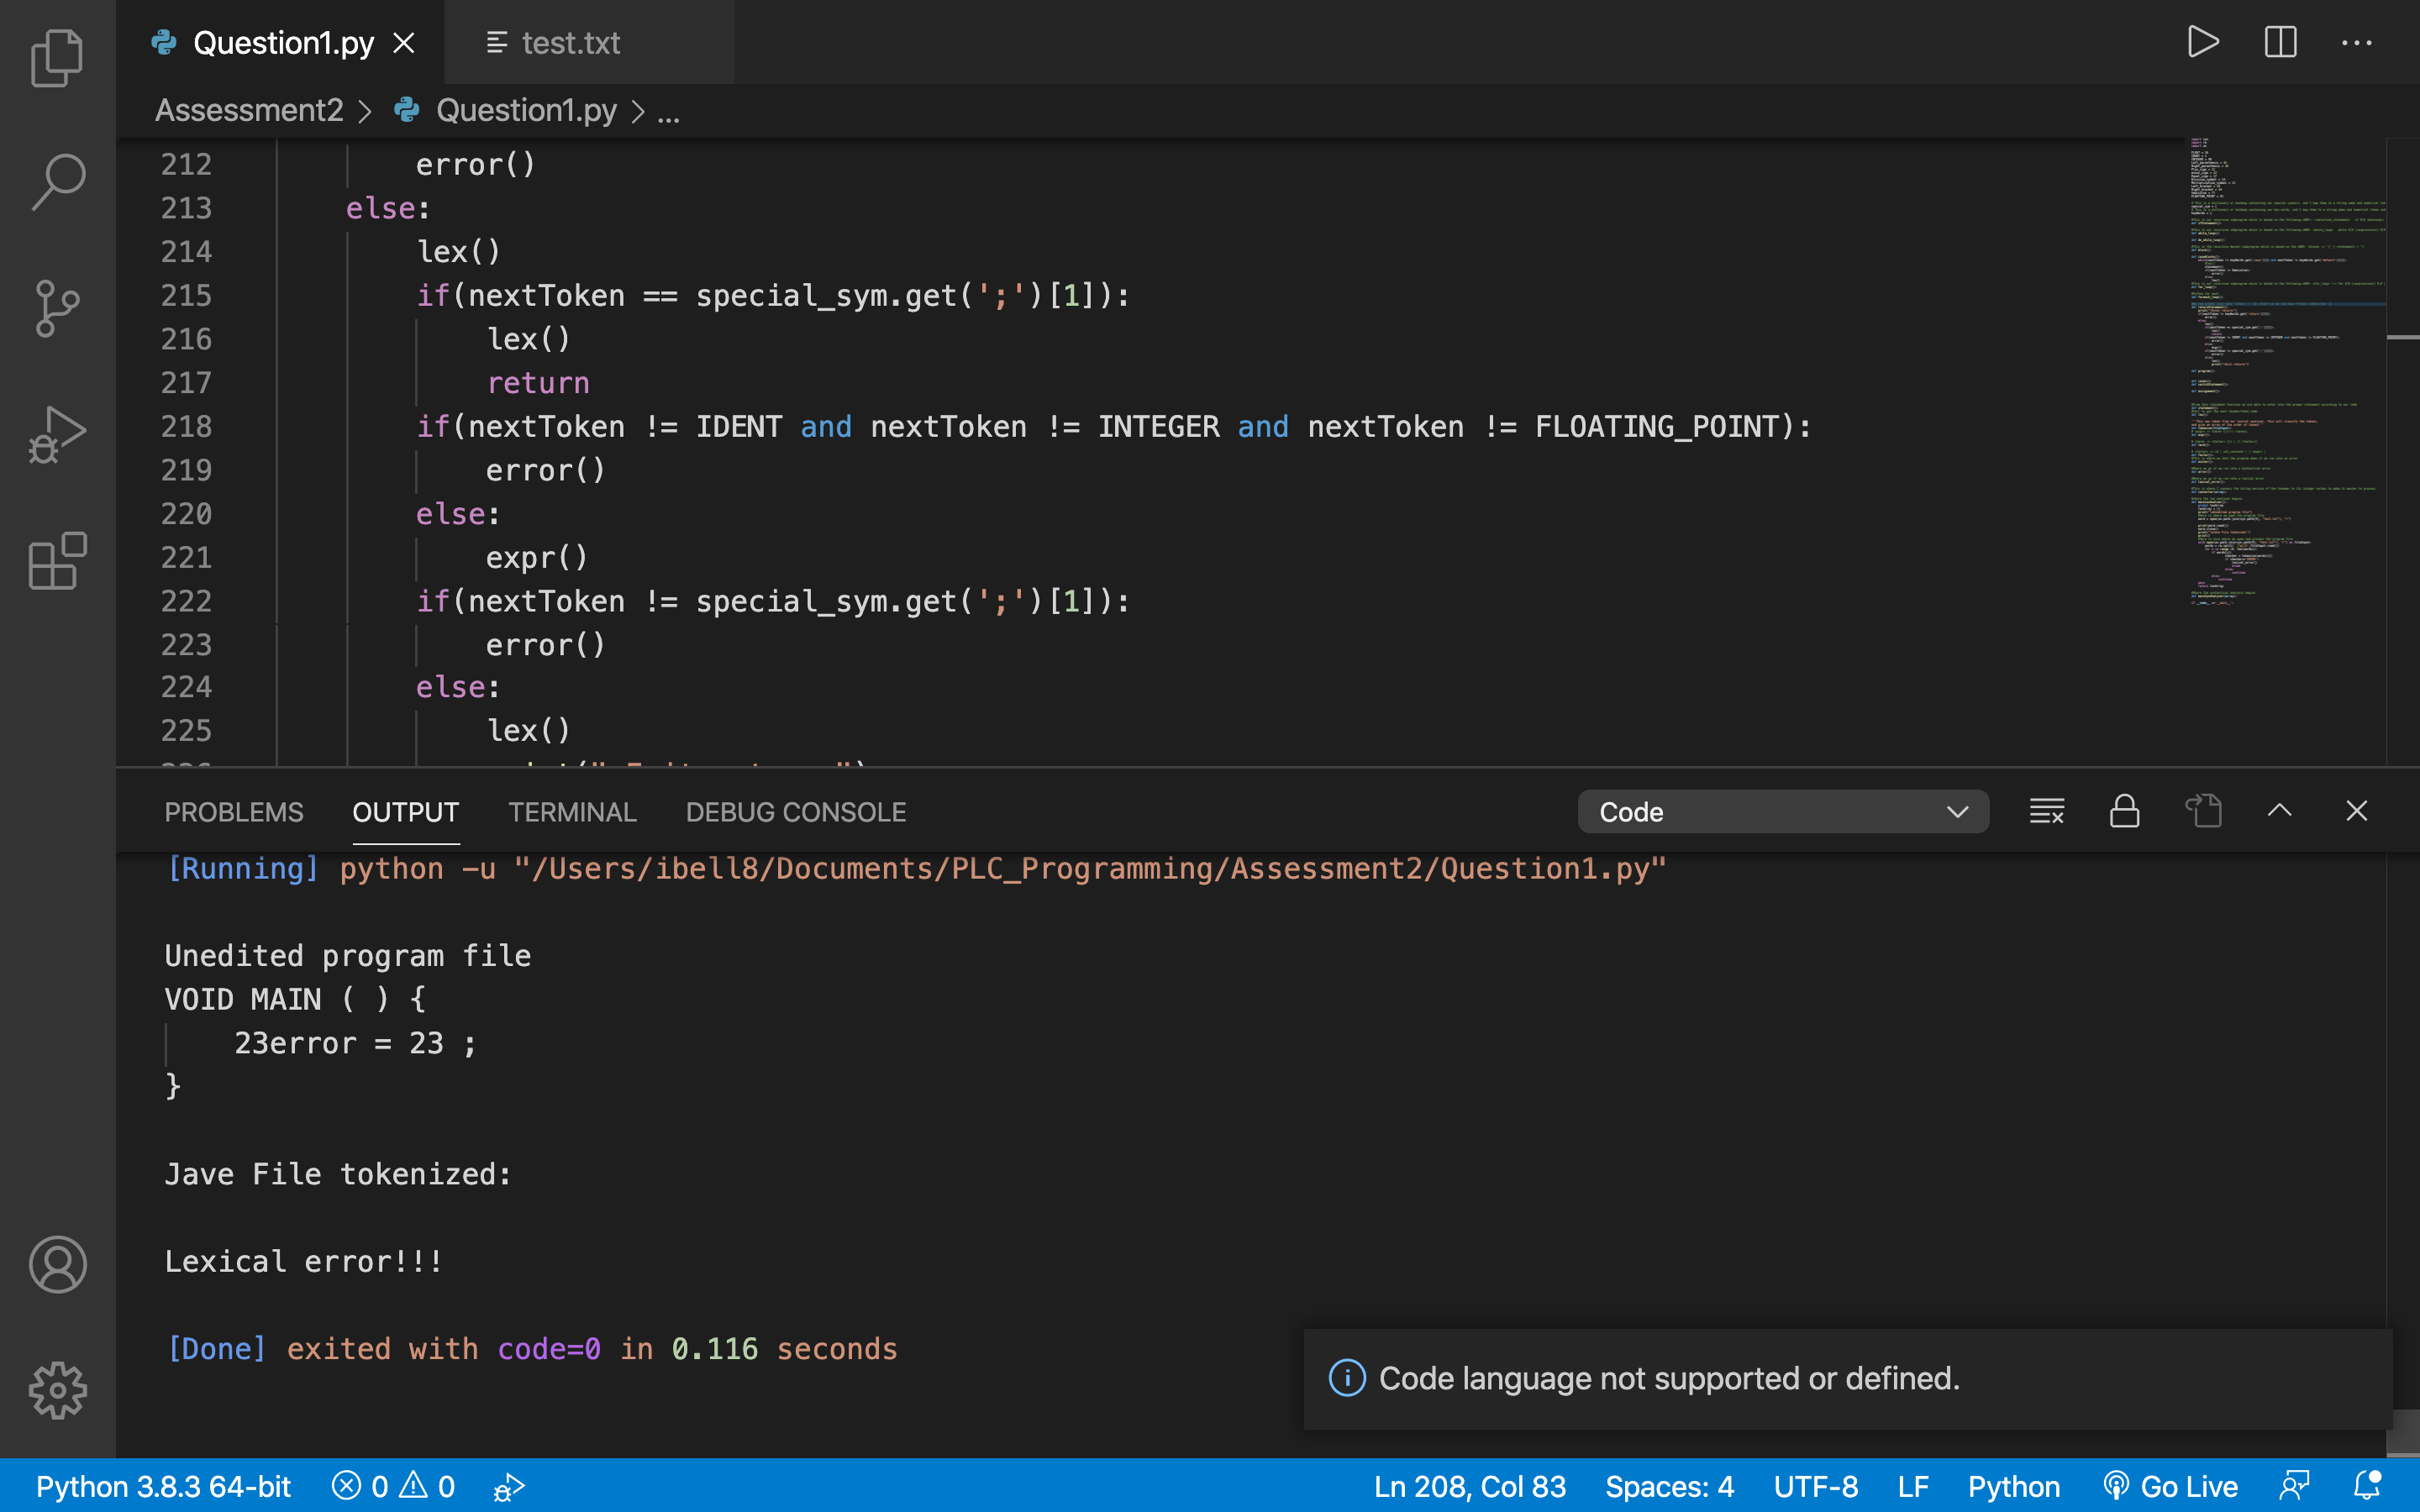 Question1.py
test.txt
Assessment2 > Question1.py > ...
212 error()
213 else:
214 lex()
215 if(nextToken == special_sym.get(';')[1]):
216 lex()
217 return
218 if(nextToken != IDENT and nextToken != INTEGER and nextToken != FLOATING_POINT):
219 error()
220 else:
221 expr()
222 if(nextToken != special_sym.get(';')[1]):
223 error()
224 else:
225 lex()
PROBLEMS OUTPUT TERMINAL DEBUG CONSOLE Code
[Running] python -u "/Users/ibell8/Documents/PLC_Programming/Assessment2/Question1.py"
Unedited program file
VOID MAIN ( ) {
23error = 23 ;
}
Jave File tokenized:
Lexical error!!!
[Done] exited with code=0 in 0.116 seconds
Code language not supported or defined.
Python 3.8.3 64-bit 0 0 Ln 208, Col 83 Spaces: 4 UTF-8 LF Python Go Live